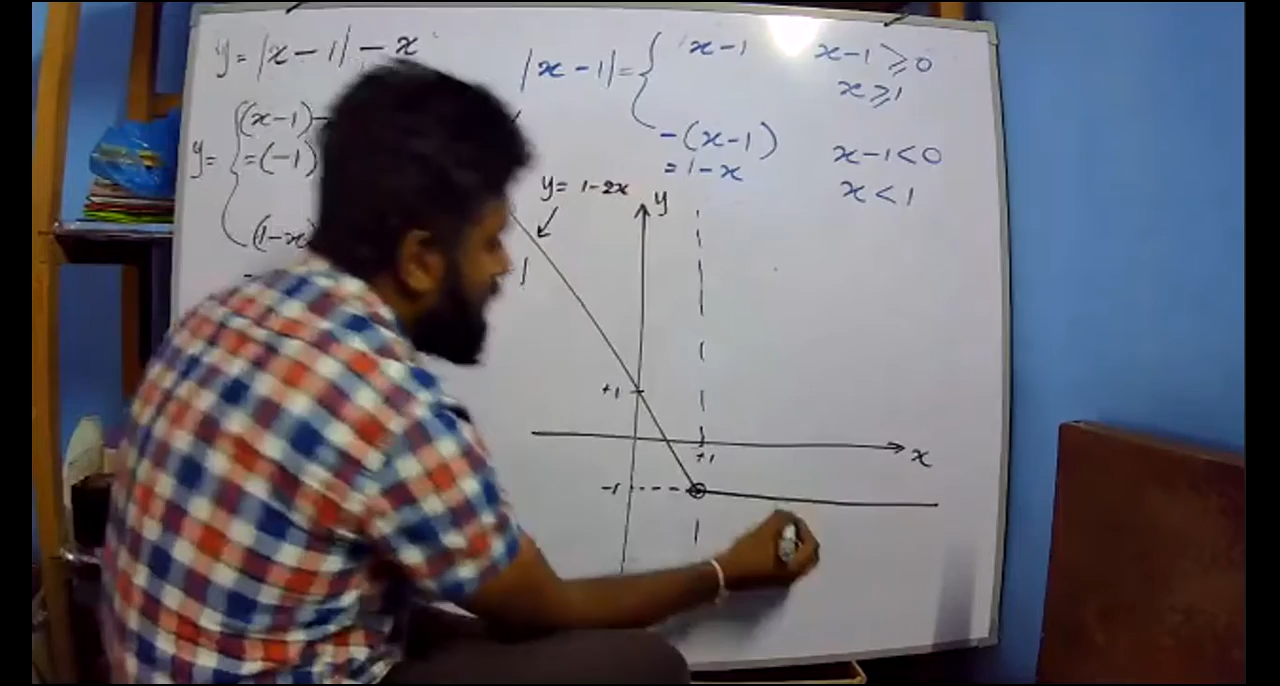 y = |x - 1| - x
y = { (x-1) -
= (-1)
(1-x)
|x - 1| = { x-1    x-1 ≥ 0
x ≥ 1
-(x-1)    x-1 < 0
= 1-x    x < 1
y = 1-2x
y
+1
+1
x
-1